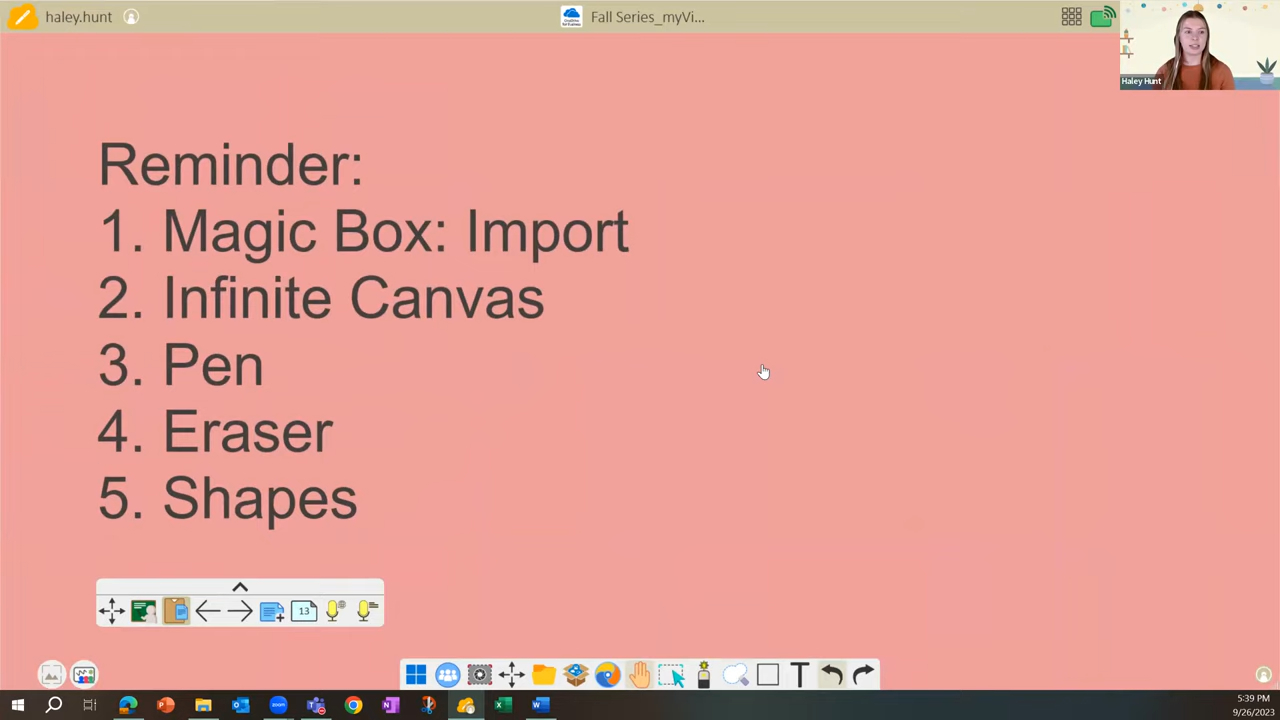 haley.hunt
Fall Series_myVi...
Haley Hunt
Reminder:
1. Magic Box: Import
2. Infinite Canvas
3. Pen
4. Eraser
5. Shapes
13
T
zoom
5:39 PM
9/26/2023